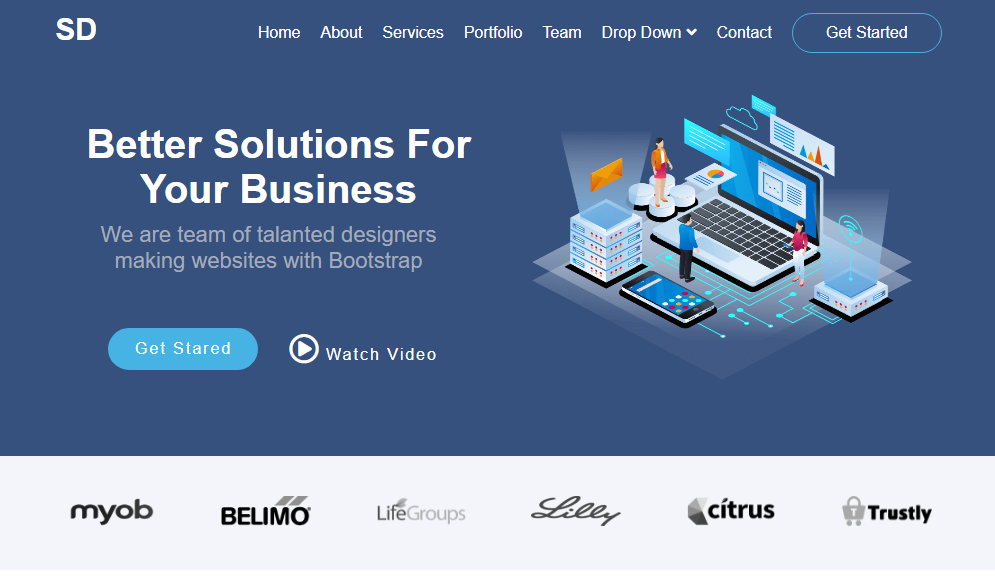 SD
Home About Services Portfolio Team Drop Down Contact Get Started
Better Solutions For
Your Business
We are team of talanted designers
making websites with Bootstrap
Get Stared Watch Video
myob BELIMO LifeGroups Lilly cítrus Trustly